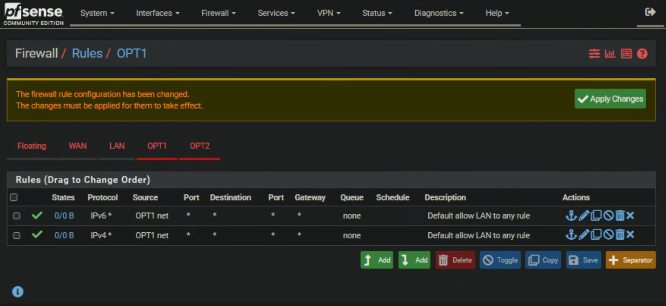 pfsense
COMMUNITY EDITION
System Interfaces Firewall Services VPN Status Diagnostics Help
Firewall / Rules / OPT1
The firewall rule configuration has been changed.
The changes must be applied for them to take effect.
Apply Changes
Floating WAN LAN OPT1 OPT2
Rules (Drag to Change Order)
States Protocol Source Port Destination Port Gateway Queue Schedule Description Actions
0/0 B IPv6 * OPT1 net * * * * none Default allow LAN to any rule
0/0 B IPv4 * OPT1 net * * * * none Default allow LAN to any rule
Add Add Delete Toggle Copy Save Separator